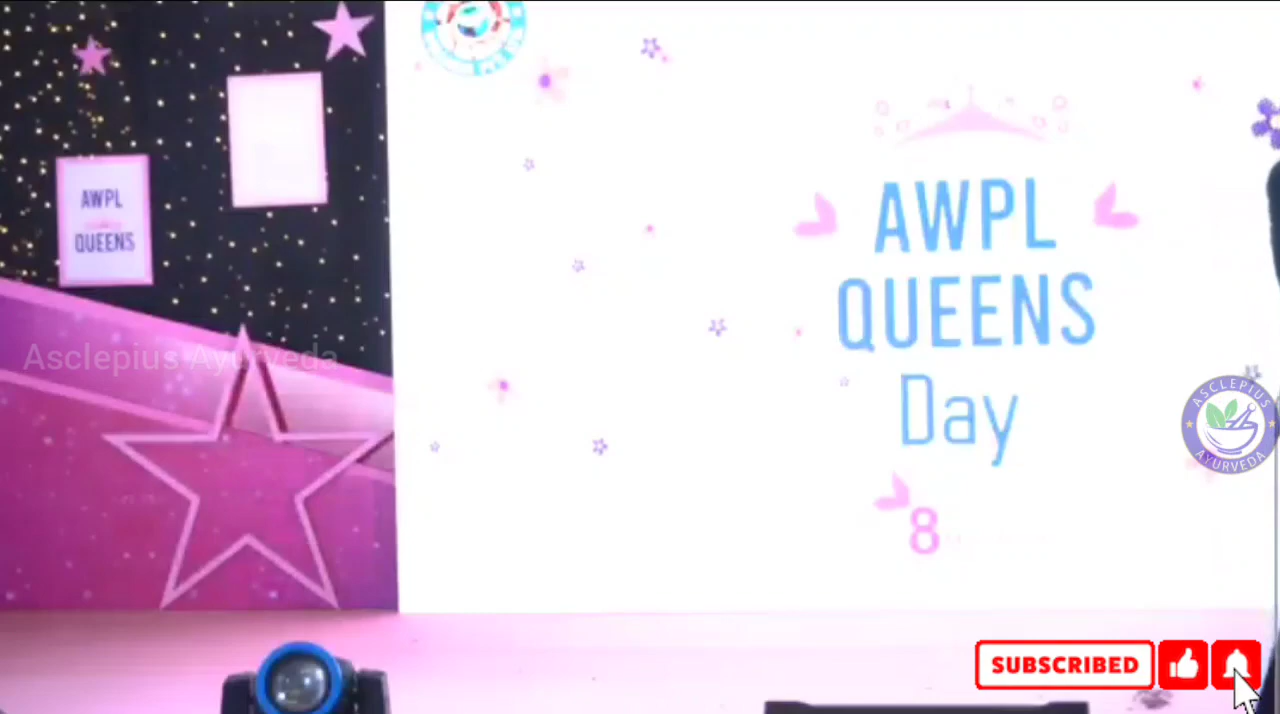 AWPL
QUEENS
AWPL
QUEENS
Day
8
Asclepius Ayurveda
ASCLEPIUS
AYURVEDA
SUBSCRIBED